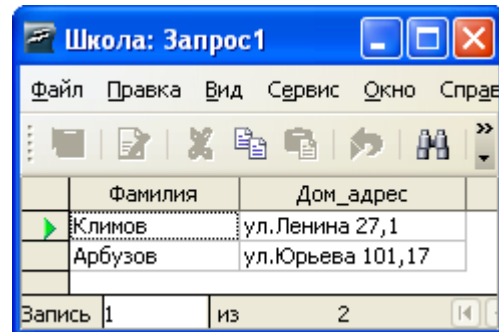 Школа: Запрос1
Файл Правка Вид Сервис Окно
Фамилия Дом_адрес
Климов ул.Ленина 27,1
Арбузов ул.Юрьева 101,17
Запись 1 из 2